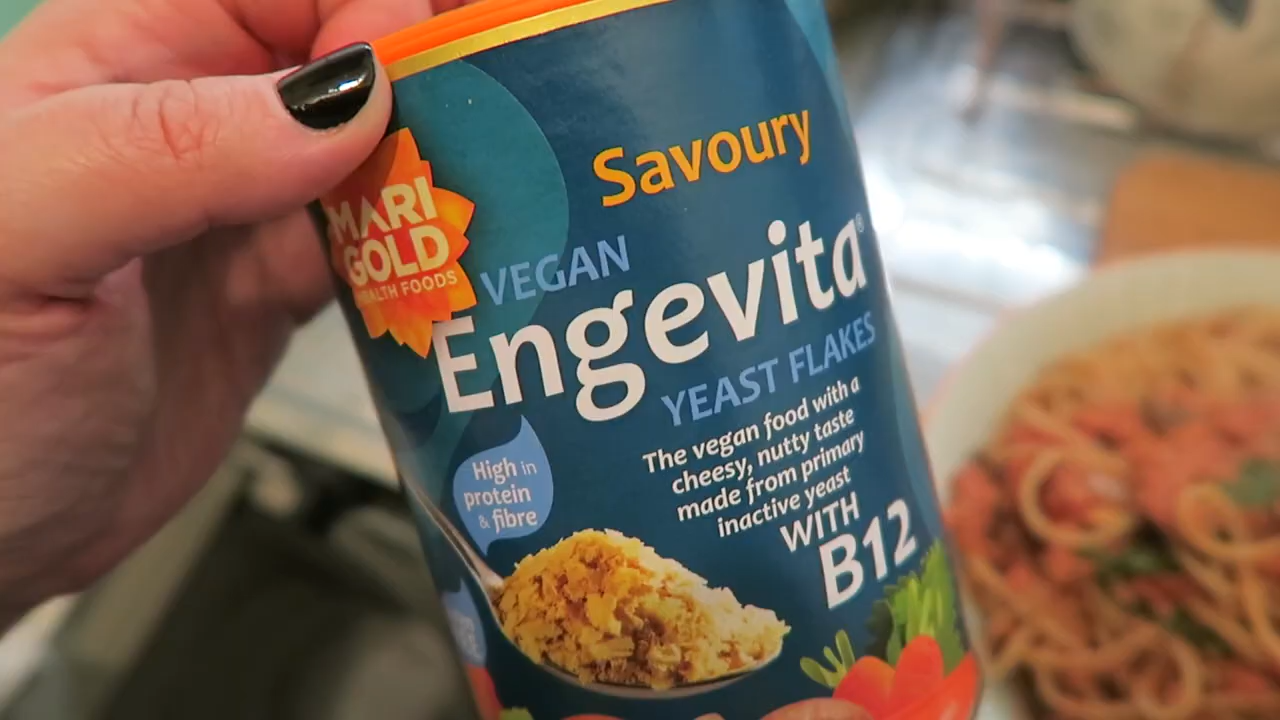 Savoury
MARI
GOLD
HEALTH FOODS
VEGAN
Engevita®
YEAST FLAKES
The vegan food with a
cheesy, nutty taste
made from primary
inactive yeast
WITH
B12
High in
protein
& fibre